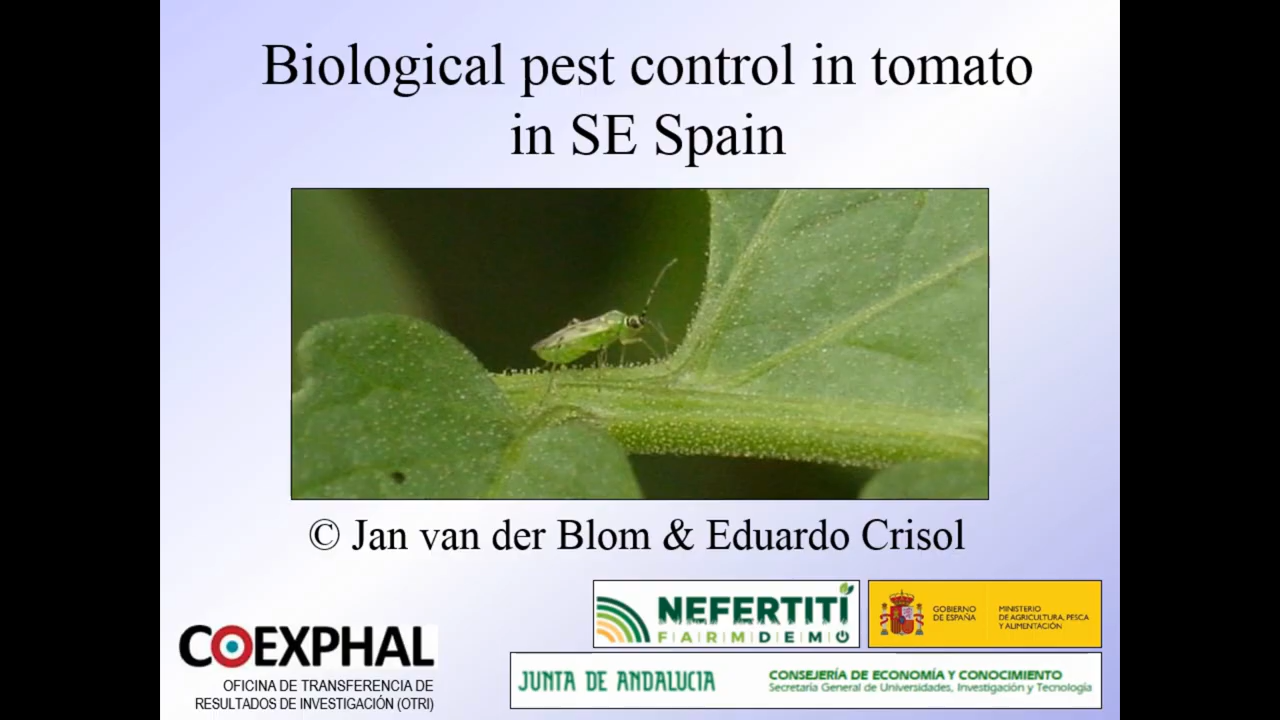 Biological pest control in tomato
in SE Spain
© Jan van der Blom & Eduardo Crisol
NEFERTITI
FARMDEMO
GOBIERNO
DE ESPAÑA
MINISTERIO
DE AGRICULTURA, PESCA
Y ALIMENTACIÓN
COEXPHAL
OFICINA DE TRANSFERENCIA DE
RESULTADOS DE INVESTIGACIÓN (OTRI)
JUNTA DE ANDALUCIA
CONSEJERÍA DE ECONOMÍA Y CONOCIMIENTO
Secretaría General de Universidades, Investigación y Tecnología